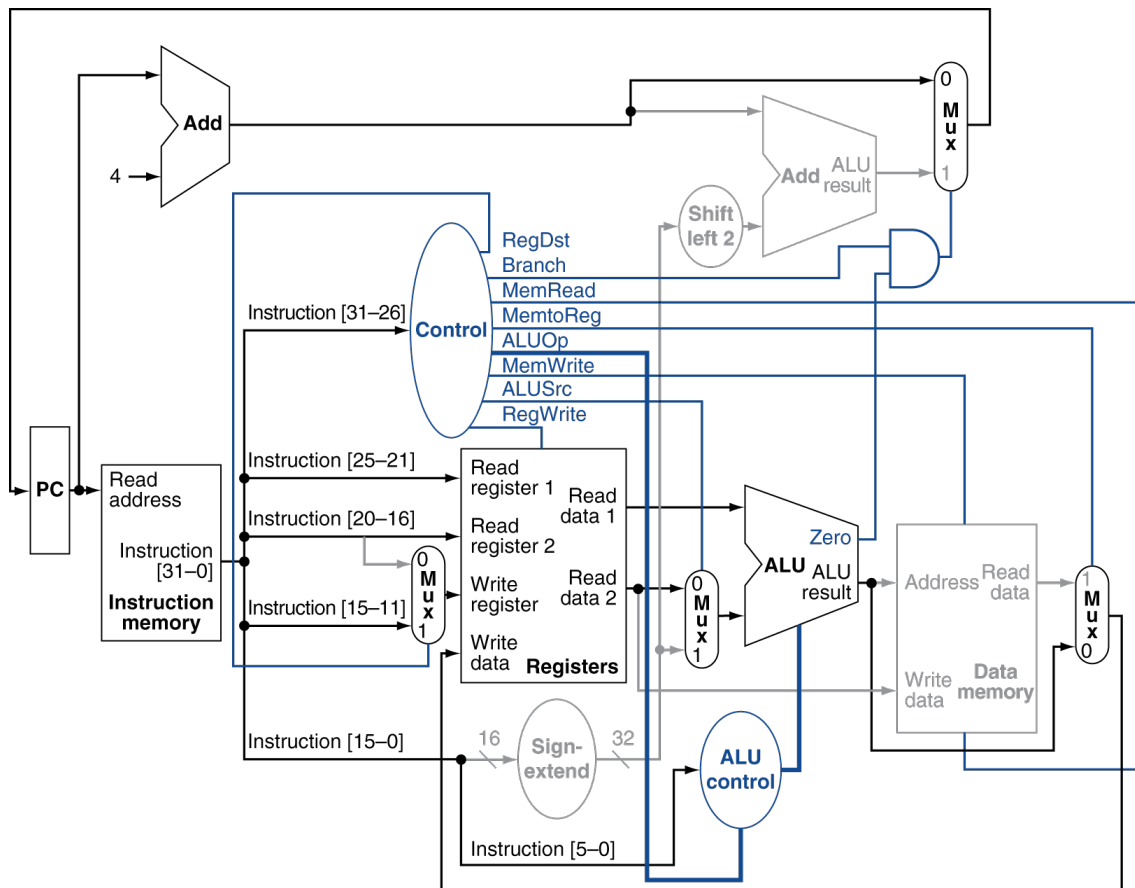 0
M
u
x
1
Add
4
Add
ALU
result
Shift
left 2
RegDst
Branch
MemRead
MemtoReg
ALUOp
MemWrite
ALUSrc
RegWrite
Control
Instruction [31–26]
PC
Read
address
Instruction
[31–0]
Instruction
memory
Instruction [25–21]
Instruction [20–16]
Instruction [15–11]
0
M
u
x
1
Read
register 1
Read
register 2
Write
register
Write
data
Read
data 1
Read
data 2
Registers
0
M
u
x
1
Zero
ALU
ALU
result
Address
Read
data
Write
data
Data
memory
1
M
u
x
0
Instruction [15–0]
16
Sign-
extend
32
ALU
control
Instruction [5–0]